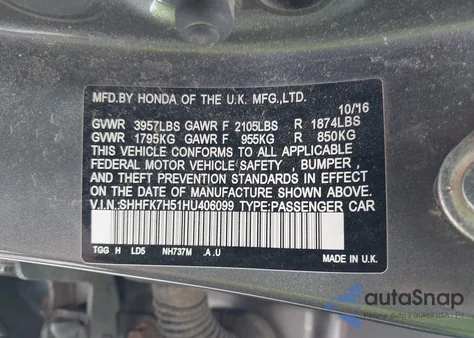 MFD.BY HONDA OF THE U.K. MFG.,LTD.
10/16
GVWR 3957LBS GAWR F 2105LBS R 1874LBS
GVWR 1795KG GAWR F 955KG R 850KG
THIS VEHICLE CONFORMS TO ALL APPLICABLE
FEDERAL MOTOR VEHICLE SAFETY , BUMPER ,
AND THEFT PREVENTION STANDARDS IN EFFECT
ON THE DATE OF MANUFACTURE SHOWN ABOVE.
V.I.N.:SHHFK7H51HU406099 TYPE:PASSENGER CAR
TGG H LD5 NH737M .A .U
MADE IN U.K.
autoSnap